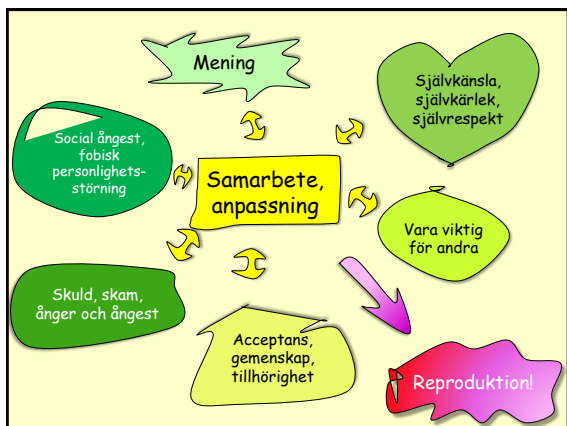 Mening
Självkänsla,
självkärlek,
självrespekt
Social ångest,
fobisk
personlighets-
störning
Samarbete,
anpassning
Vara viktig
för andra
Skuld, skam,
ånger och ångest
Acceptans,
gemenskap,
tillhörighet
Reproduktion!